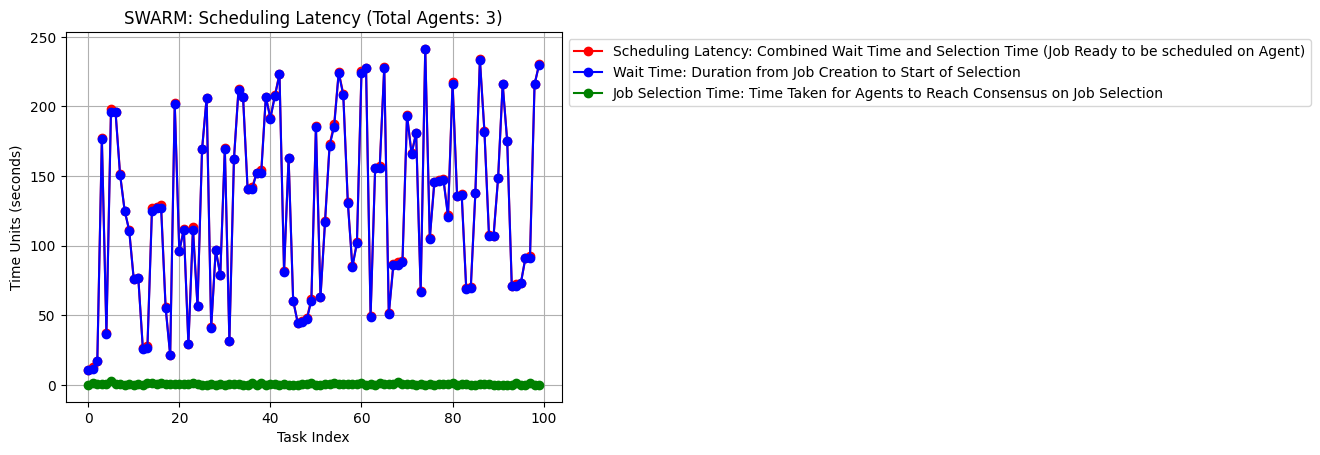 SWARM: Scheduling Latency (Total Agents: 3)
250
200
150
100
50
0
Time Units (seconds)
0 20 40 60 80 100
Task Index
Scheduling Latency: Combined Wait Time and Selection Time (Job Ready to be scheduled on Agent)
Wait Time: Duration from Job Creation to Start of Selection
Job Selection Time: Time Taken for Agents to Reach Consensus on Job Selection